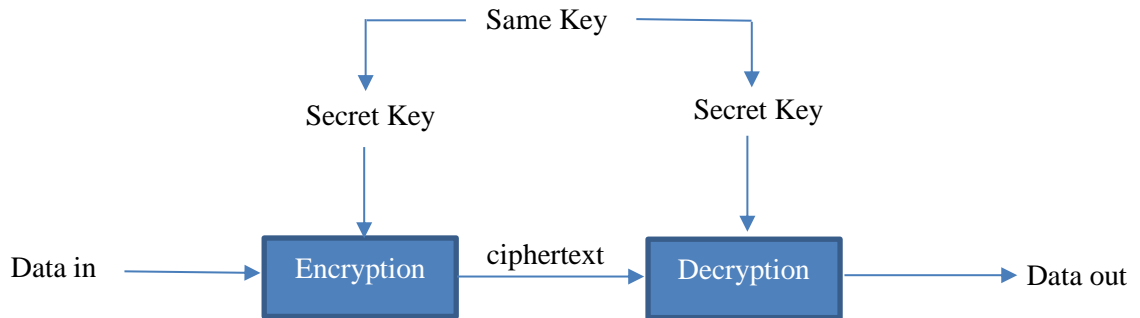 Same Key
Secret Key
Secret Key
Data in
Encryption
ciphertext
Decryption
Data out